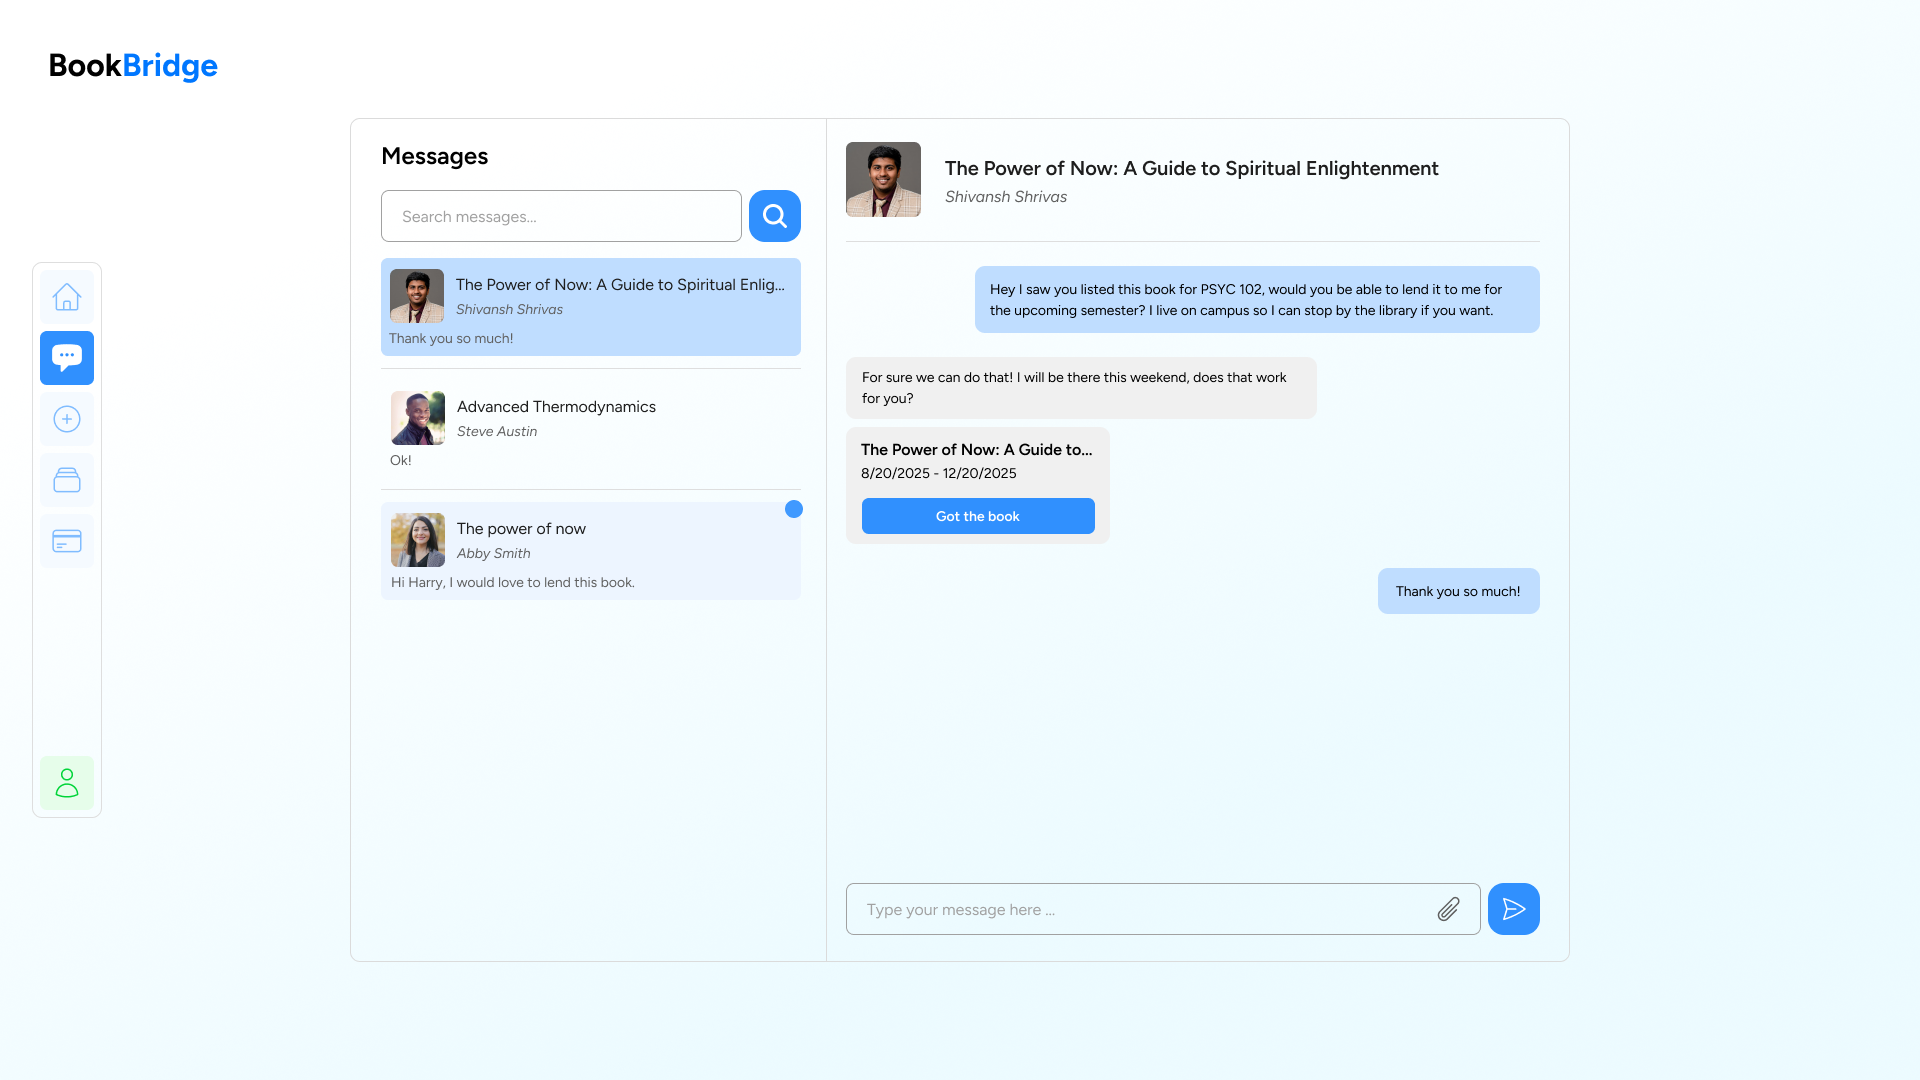 BookBridge
Messages
Search messages...
The Power of Now: A Guide to Spiritual Enlig...
Shivansh Shrivas
Thank you so much!
Advanced Thermodynamics
Steve Austin
Ok!
The power of now
Abby Smith
Hi Harry, I would love to lend this book.
The Power of Now: A Guide to Spiritual Enlightenment
Shivansh Shrivas
Hey I saw you listed this book for PSYC 102, would you be able to lend it to me for
the upcoming semester? I live on campus so I can stop by the library if you want.
For sure we can do that! I will be there this weekend, does that work
for you?
The Power of Now: A Guide to...
8/20/2025 - 12/20/2025
Got the book
Thank you so much!
Type your message here ...